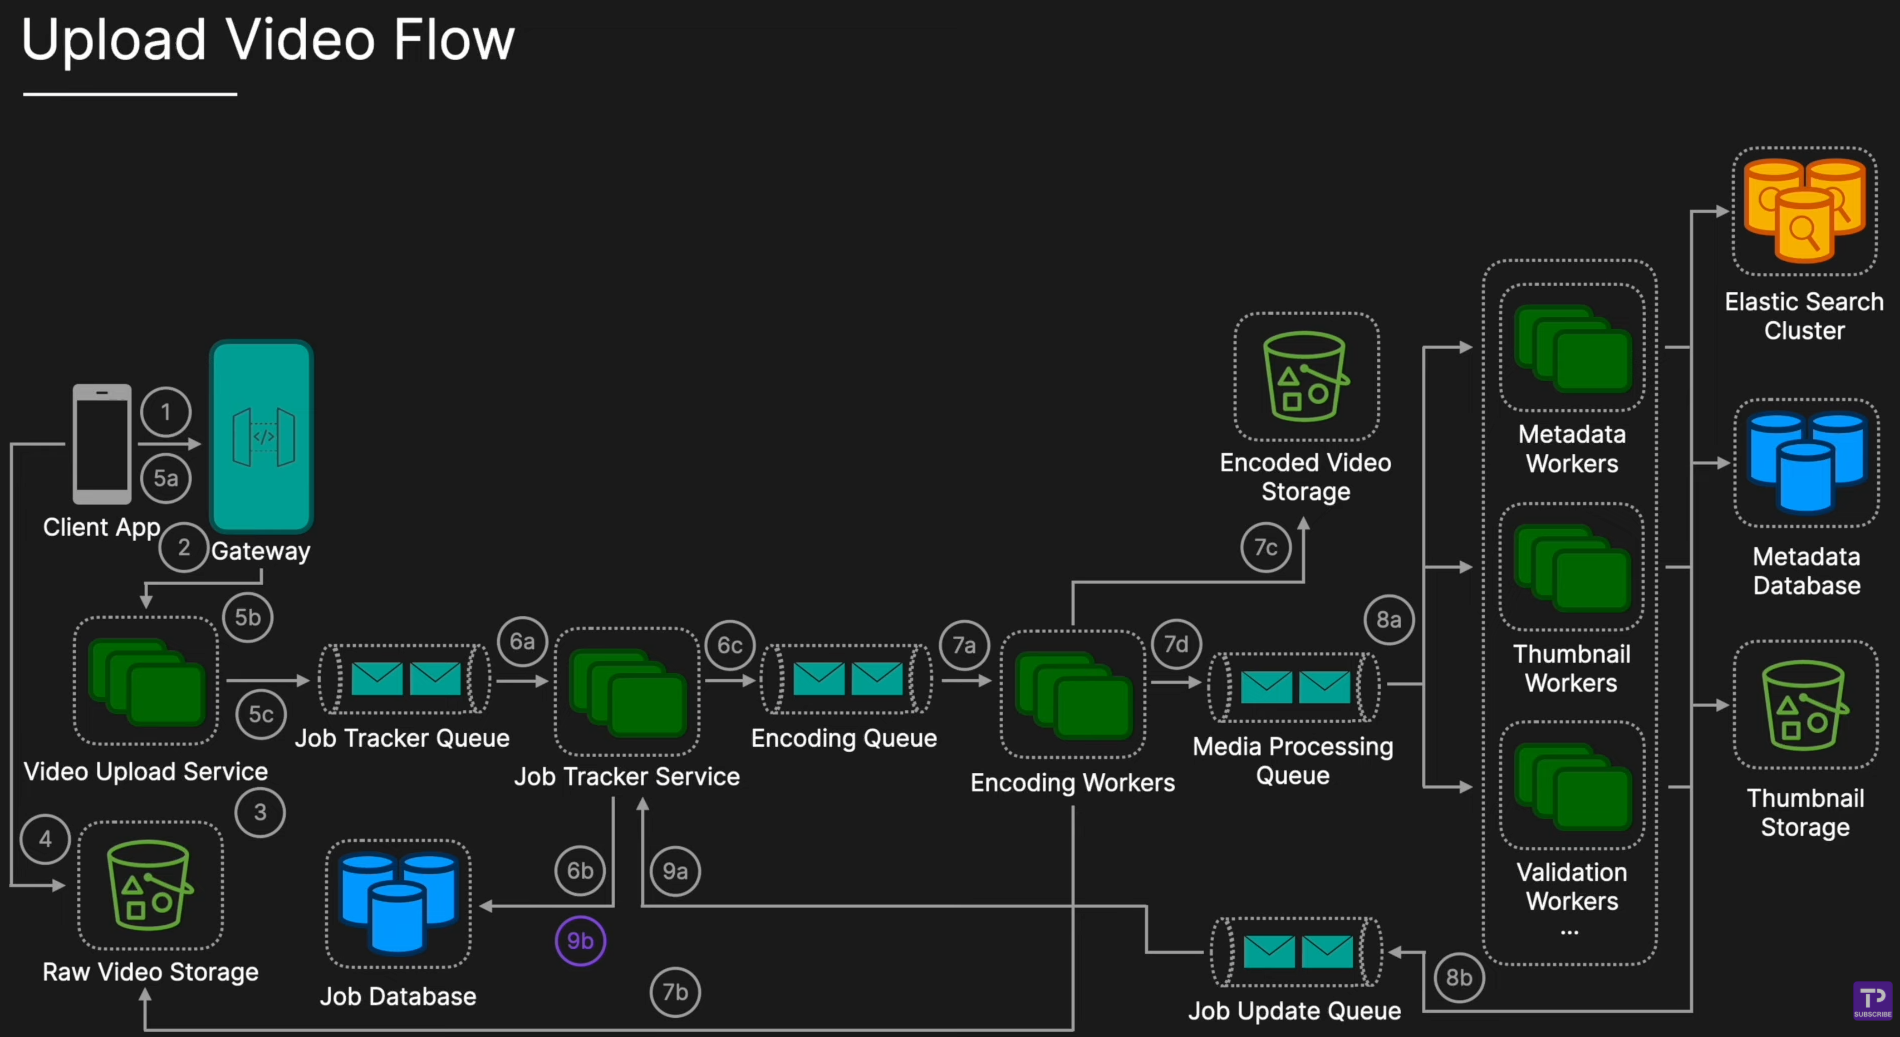 Upload Video Flow
Elastic Search
Cluster
Metadata
Workers
Encoded Video
Storage
1
5a
</>
Client App
2
Gateway
7c
Metadata
Database
5b
6a
6c
7a
7d
8a
Thumbnail
Workers
5c
Job Tracker Queue
Encoding Queue
Media Processing
Queue
Video Upload Service
Job Tracker Service
Encoding Workers
Thumbnail
Storage
3
4
6b
9a
Validation
Workers
...
9b
Raw Video Storage
Job Database
7b
8b
Job Update Queue
TP
SUBSCRIBE